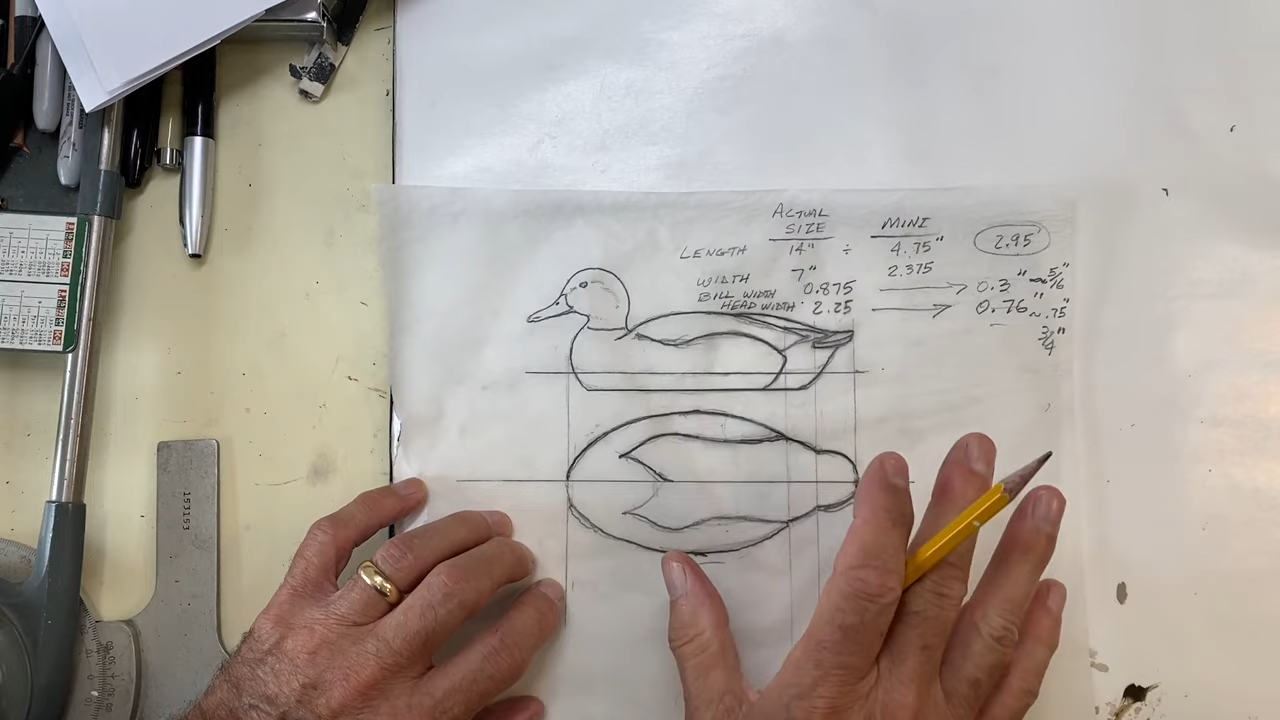 ACTUAL
SIZE MINI
LENGTH 14" ÷ 4.75" 2.95
WIDTH 7" 2.375
BILL WIDTH 0.875 0.3" ~ 5/16"
HEAD WIDTH 2.25 0.76" ~ .75"
3/4"
153153